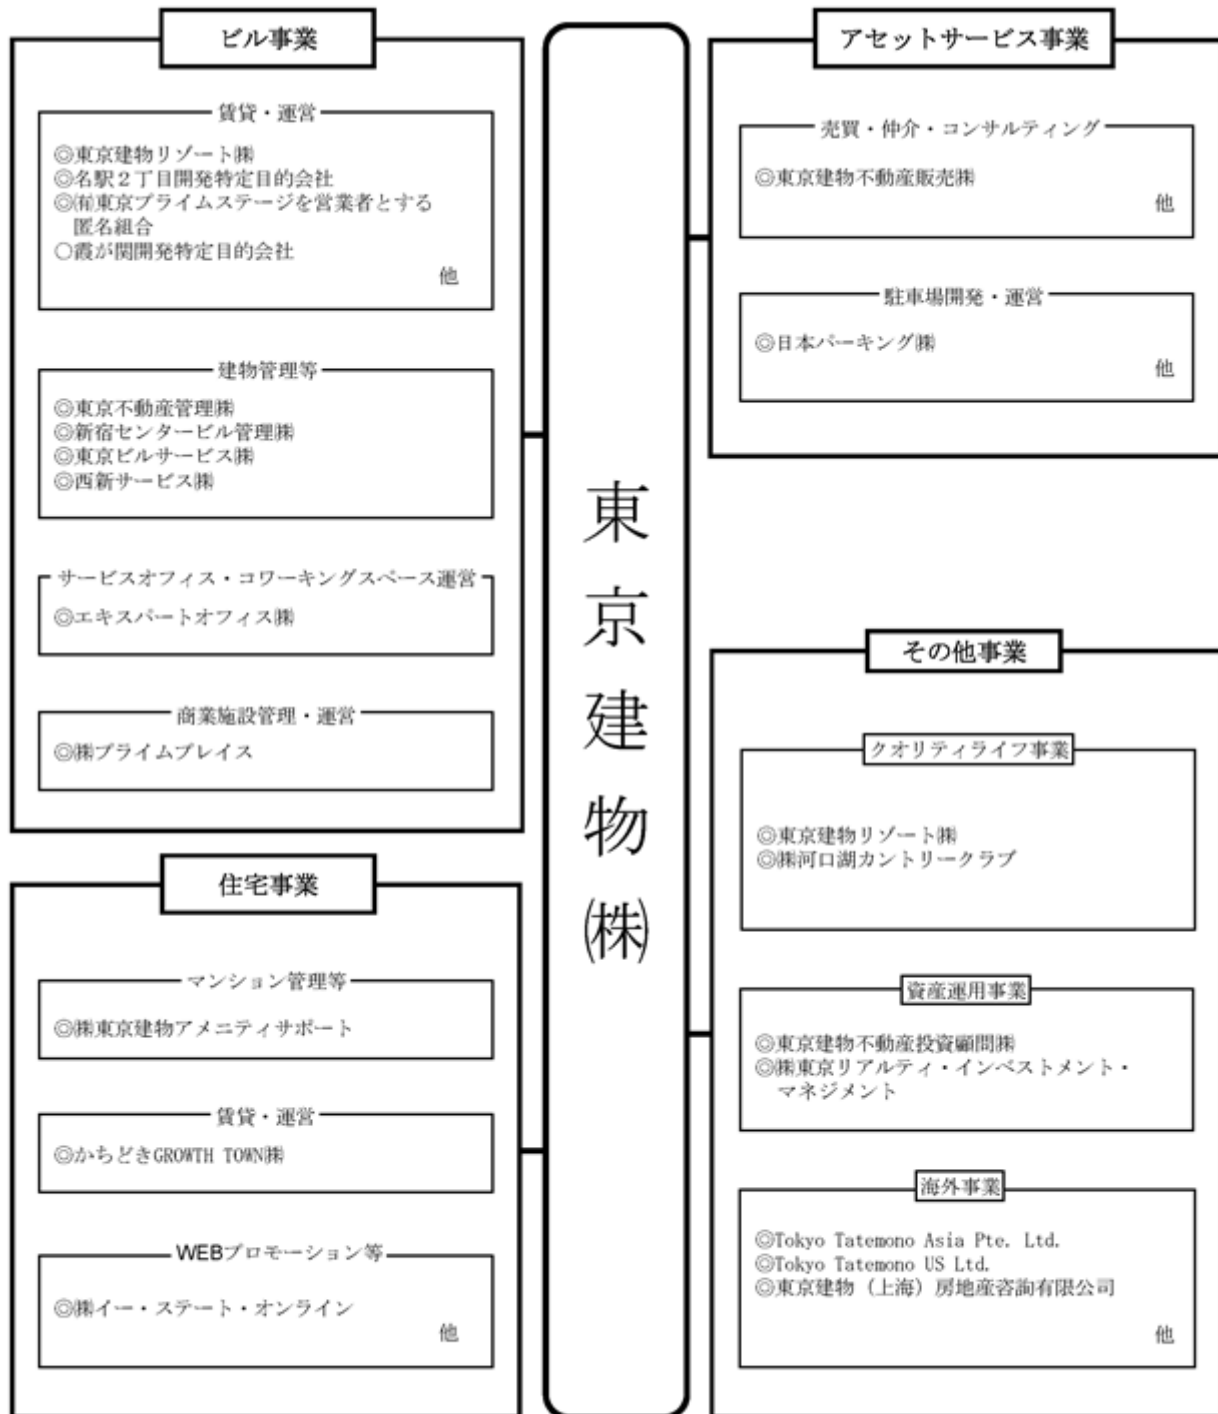 ビル事業
賃貸・運営
◎東京建物リゾート㈱
◎名駅２丁目開発特定目的会社
◎㈲東京プライムステージを営業者とする
匿名組合
○霞が関開発特定目的会社
他
建物管理等
◎東京不動産管理㈱
◎新宿センタービル管理㈱
◎東京ビルサービス㈱
◎西新サービス㈱
サービスオフィス・コワーキングスペース運営
◎エキスパートオフィス㈱
商業施設管理・運営
◎㈱プライムプレイス
住宅事業
マンション管理等
◎㈱東京建物アメニティサポート
賃貸・運営
◎かちどきGROWTH TOWN㈱
WEBプロモーション等
◎㈱イー・ステート・オンライン
他
東京建物㈱
アセットサービス事業
売買・仲介・コンサルティング
◎東京建物不動産販売㈱
他
駐車場開発・運営
◎日本パーキング㈱
他
その他事業
クオリティライフ事業
◎東京建物リゾート㈱
◎㈱河口湖カントリークラブ
資産運用事業
◎東京建物不動産投資顧問㈱
◎㈱東京リアルティ・インベストメント・
マネジメント
海外事業
◎Tokyo Tatemono Asia Pte. Ltd.
◎Tokyo Tatemono US Ltd.
◎東京建物（上海）房地産咨詢有限公司
他